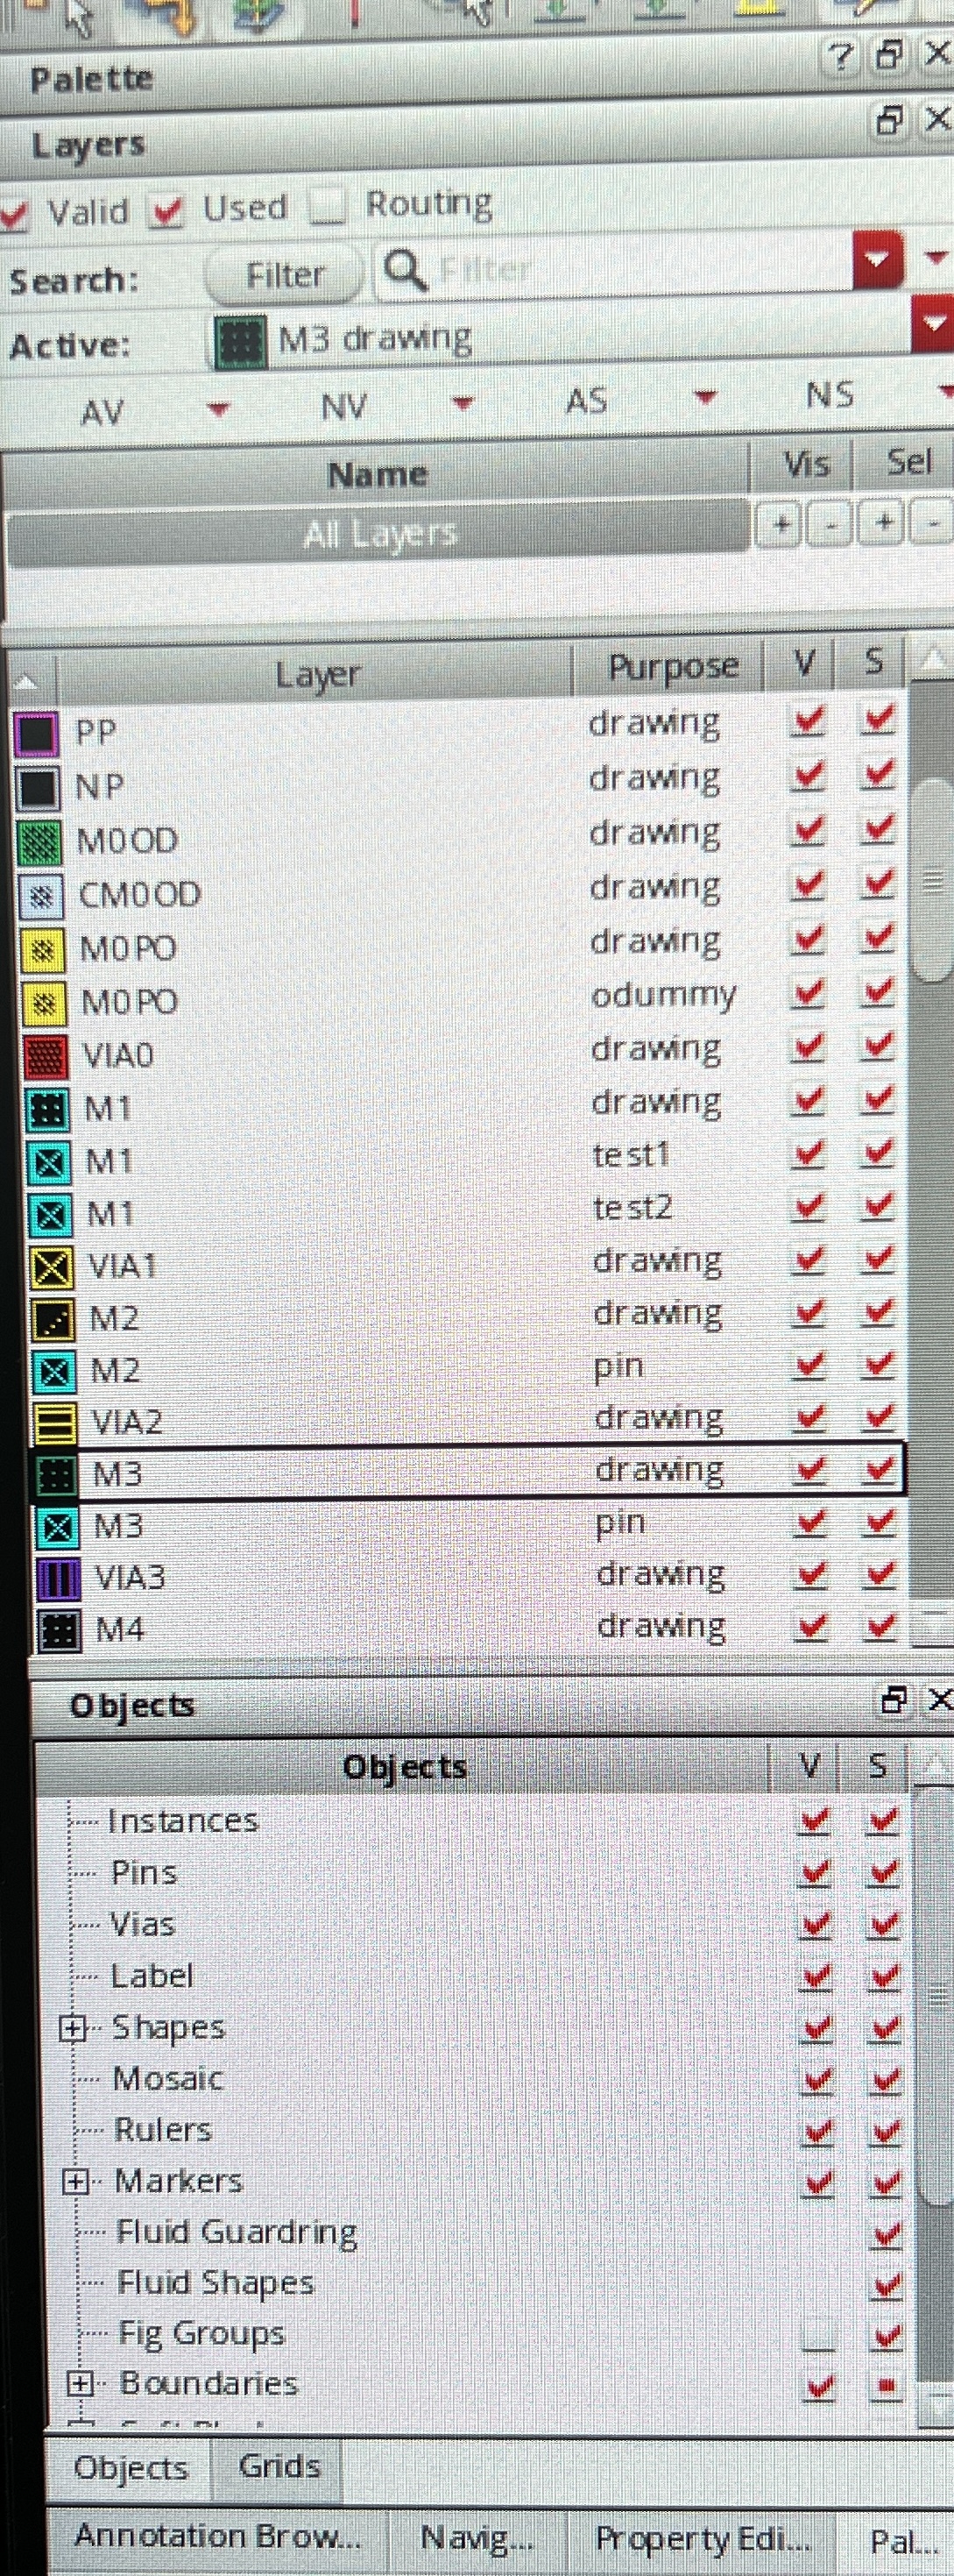 Palette
Layers
Valid Used Routing
Search: Filter Filter
Active: M3 drawing
AV NV AS NS
Name Vis Sel
All Layers + - + -
Layer Purpose V S
PP drawing
NP drawing
M0OD drawing
CM0OD drawing
M0PO drawing
M0PO odummy
VIA0 drawing
M1 drawing
M1 test1
M1 test2
VIA1 drawing
M2 drawing
M2 pin
VIA2 drawing
M3 drawing
M3 pin
VIA3 drawing
M4 drawing
Objects
Objects V S
Instances
Pins
Vias
Label
Shapes
Mosaic
Rulers
Markers
Fluid Guardring
Fluid Shapes
Fig Groups
Boundaries
Objects Grids
Annotation Brow... Navig... Property Edi... Pal...